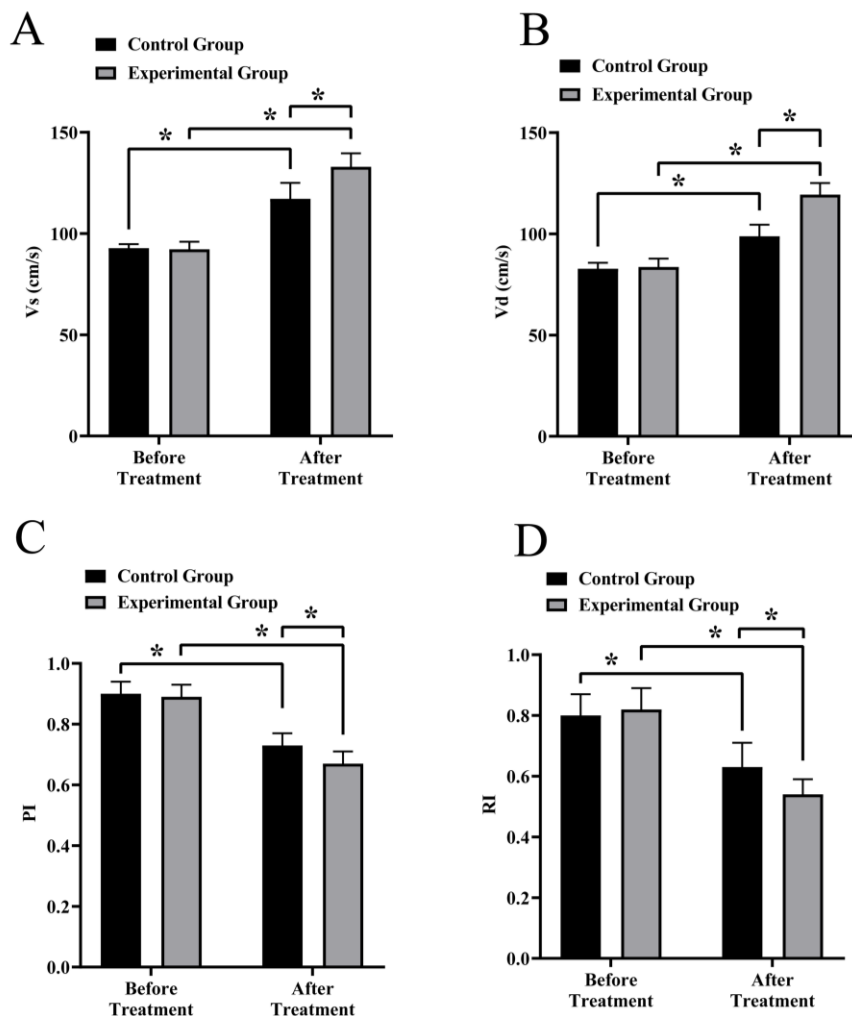 A
Control Group
Experimental Group
*
*
*
150
100
50
0
Vs (cm/s)
Before
Treatment
After
Treatment
B
Control Group
Experimental Group
*
*
*
150
100
50
0
Vd (cm/s)
Before
Treatment
After
Treatment
C
Control Group
Experimental Group
*
*
*
1.0
0.8
0.6
0.4
0.2
0.0
PI
Before
Treatment
After
Treatment
D
Control Group
Experimental Group
*
*
*
1.0
0.8
0.6
0.4
0.2
0.0
RI
Before
Treatment
After
Treatment